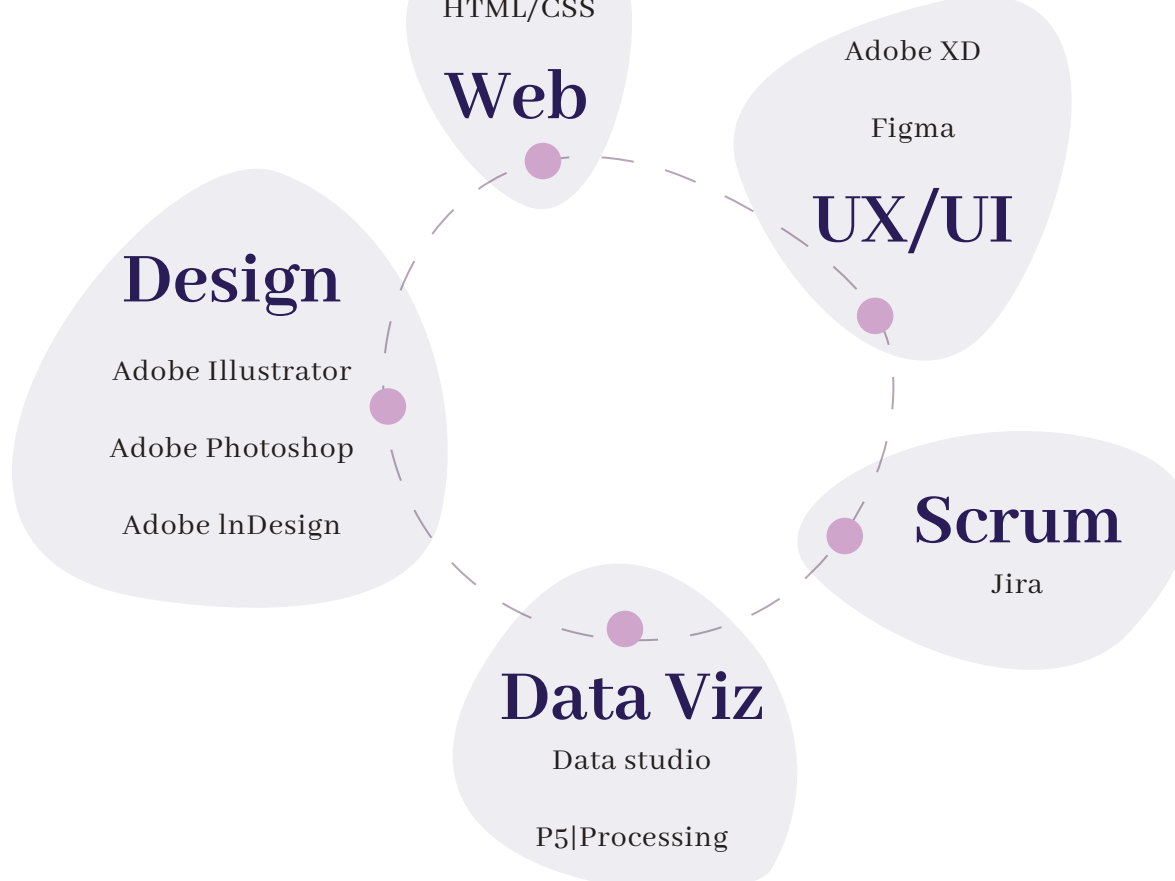 HTML/CSS
Web
Adobe XD
Figma
UX/UI
Design
Adobe Illustrator
Adobe Photoshop
Adobe lnDesign
Scrum
Jira
Data Viz
Data studio
P5|Processing